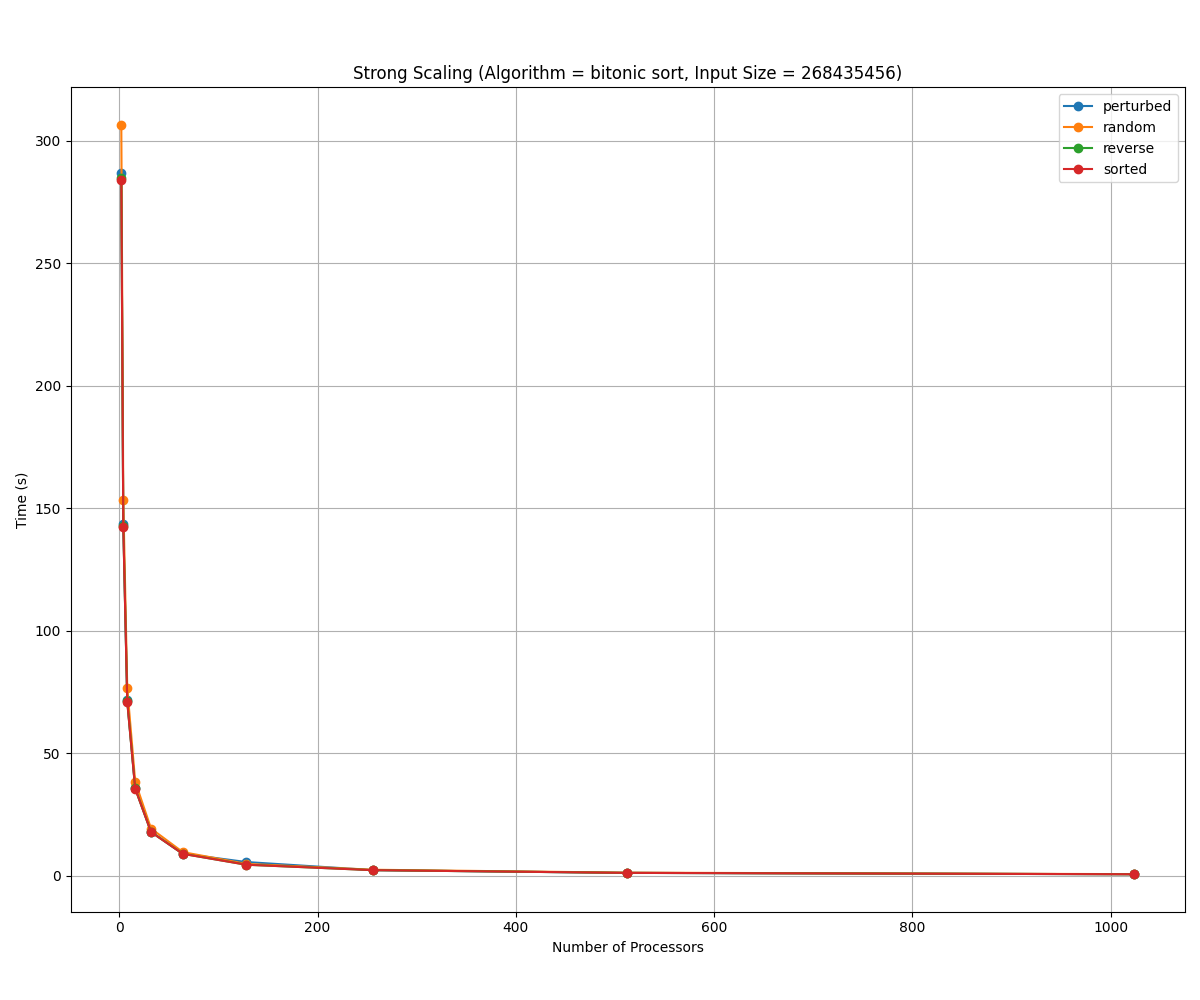 Strong Scaling (Algorithm = bitonic sort, Input Size = 268435456)
perturbed
random
reverse
sorted
300
250
200
150
100
50
0
Time (s)
0 200 400 600 800 1000
Number of Processors